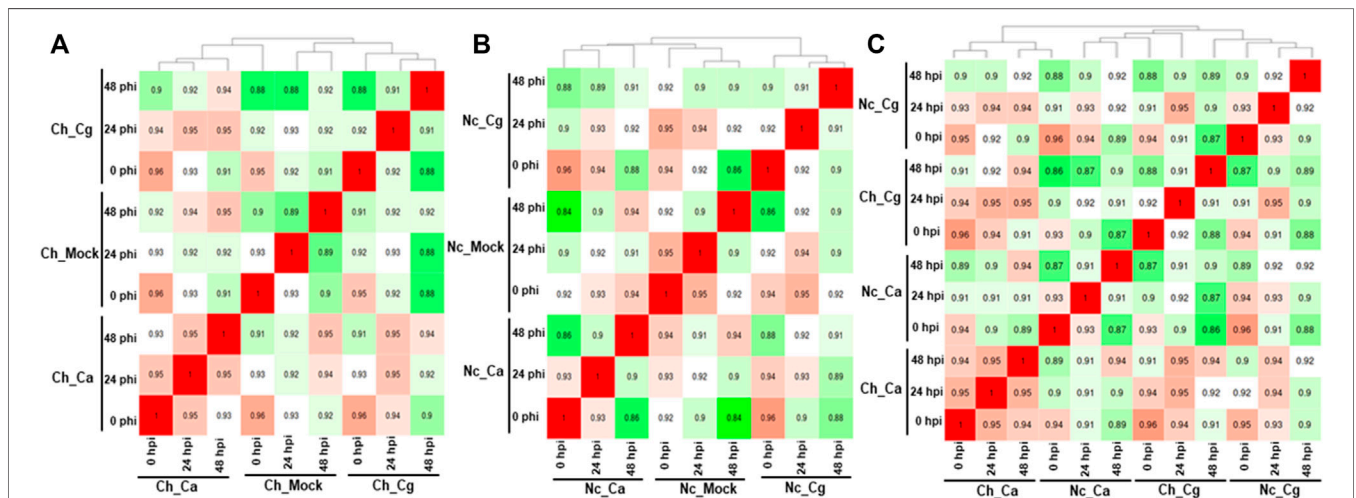 A
Ch_Cg
48 phi 0.9 0.92 0.94 0.88 0.88 0.92 0.88 0.91 1
24 phi 0.94 0.95 0.95 0.92 0.93 0.92 0.92 1 0.91
0 phi 0.96 0.93 0.91 0.95 0.92 0.91 1 0.92 0.88
Ch_Mock
48 phi 0.92 0.94 0.95 0.9 0.89 1 0.91 0.92 0.92
24 phi 0.93 0.92 0.92 0.93 1 0.89 0.92 0.93 0.88
0 phi 0.96 0.93 0.91 1 0.93 0.9 0.95 0.92 0.88
Ch_Ca
48 phi 0.93 0.95 1 0.91 0.92 0.95 0.91 0.95 0.94
24 phi 0.95 1 0.95 0.93 0.92 0.94 0.93 0.95 0.92
0 phi 1 0.95 0.93 0.96 0.93 0.92 0.96 0.94 0.9
0 hpi 24 hpi 48 hpi 0 hpi 24 hpi 48 hpi 0 hpi 24 hpi 48 hpi
Ch_Ca Ch_Mock Ch_Cg
B
Nc_Cg
48 phi 0.88 0.89 0.91 0.92 0.9 0.9 0.9 0.91 1
24 phi 0.9 0.93 0.92 0.95 0.94 0.92 0.92 1 0.91
0 phi 0.96 0.94 0.88 0.94 0.92 0.86 1 0.92 0.9
Nc_Mock
48 phi 0.84 0.9 0.94 0.92 0.9 1 0.86 0.92 0.9
24 phi 0.9 0.92 0.91 0.95 1 0.9 0.92 0.94 0.9
0 phi 0.92 0.93 0.94 1 0.95 0.92 0.94 0.95 0.92
Nc_Ca
48 phi 0.86 0.9 1 0.94 0.91 0.94 0.88 0.92 0.91
24 phi 0.93 1 0.9 0.93 0.92 0.9 0.94 0.93 0.89
0 phi 1 0.93 0.86 0.92 0.9 0.84 0.96 0.9 0.88
0 hpi 24 hpi 48 hpi 0 hpi 24 hpi 48 hpi 0 hpi 24 hpi 48 hpi
Nc_Ca Nc_Mock Nc_Cg
C
Nc_Cg
48 hpi 0.9 0.9 0.92 0.88 0.9 0.92 0.88 0.9 0.89 0.9 0.92 1
24 hpi 0.93 0.94 0.94 0.91 0.93 0.92 0.91 0.95 0.9 0.93 1 0.92
0 hpi 0.95 0.92 0.9 0.96 0.94 0.89 0.94 0.91 0.87 1 0.93 0.9
Ch_Cg
48 hpi 0.91 0.92 0.94 0.86 0.87 0.9 0.88 0.91 1 0.87 0.9 0.89
24 hpi 0.94 0.95 0.95 0.9 0.92 0.91 0.92 1 0.91 0.91 0.95 0.9
0 hpi 0.96 0.94 0.91 0.93 0.9 0.87 1 0.92 0.88 0.94 0.91 0.88
Nc_Ca
48 hpi 0.89 0.9 0.94 0.87 0.91 1 0.87 0.91 0.9 0.89 0.92 0.92
24 hpi 0.91 0.91 0.91 0.93 1 0.91 0.9 0.92 0.87 0.94 0.93 0.9
0 hpi 0.94 0.9 0.89 1 0.93 0.87 0.93 0.9 0.86 0.96 0.91 0.88
Ch_Ca
48 hpi 0.94 0.95 1 0.89 0.91 0.94 0.91 0.95 0.94 0.9 0.94 0.92
24 hpi 0.95 1 0.95 0.9 0.91 0.9 0.94 0.95 0.92 0.92 0.94 0.9
0 hpi 1 0.95 0.94 0.94 0.91 0.89 0.96 0.94 0.91 0.95 0.93 0.9
0 hpi 24 hpi 48 hpi 0 hpi 24 hpi 48 hpi 0 hpi 24 hpi 48 hpi 0 hpi 24 hpi 48 hpi
Ch_Ca Nc_Ca Ch_Cg Nc_Cg